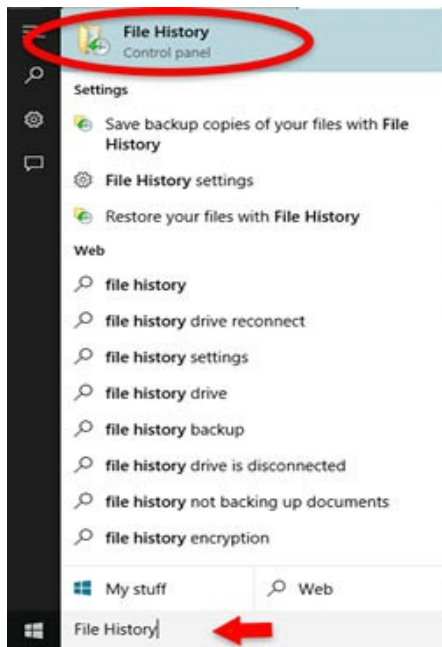 File History
Control panel
Settings
Save backup copies of your files with File
History
File History settings
Restore your files with File History
Web
file history
file history drive reconnect
file history settings
file history drive
file history backup
file history drive is disconnected
file history not backing up documents
file history encryption
My stuff
Web
File History